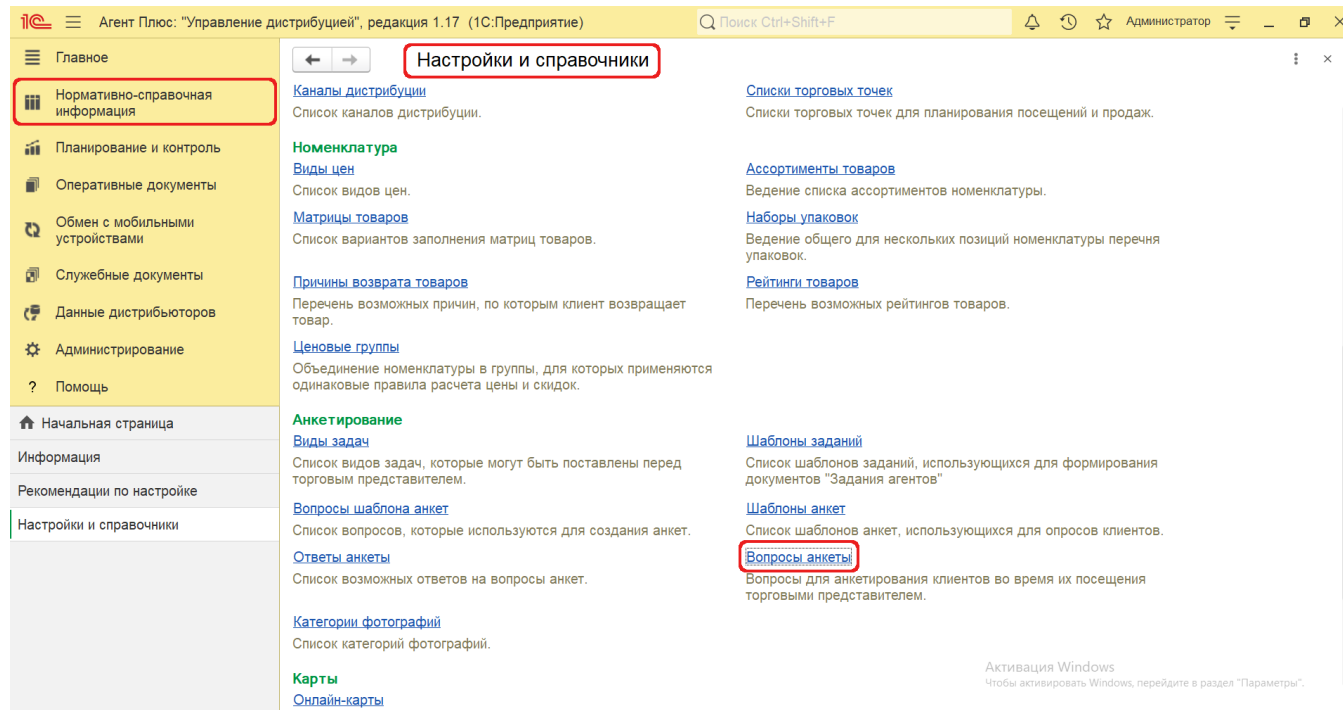 Агент Плюс: "Управление дистрибуцией", редакция 1.17 (1С:Предприятие)
Поиск Ctrl+Shift+F
Администратор
Главное
Нормативно-справочная
информация
Планирование и контроль
Оперативные документы
Обмен с мобильными
устройствами
Служебные документы
Данные дистрибьюторов
Администрирование
? Помощь
Начальная страница
Информация
Рекомендации по настройке
Настройки и справочники
Настройки и справочники
Каналы дистрибуции
Список каналов дистрибуции.
Списки торговых точек
Списки торговых точек для планирования посещений и продаж.
Номенклатура
Виды цен
Список видов цен.
Ассортименты товаров
Ведение списка ассортиментов номенклатуры.
Матрицы товаров
Список вариантов заполнения матриц товаров.
Наборы упаковок
Ведение общего для нескольких позиций номенклатуры перечня
упаковок.
Причины возврата товаров
Перечень возможных причин, по которым клиент возвращает
товар.
Рейтинги товаров
Перечень возможных рейтингов товаров.
Ценовые группы
Объединение номенклатуры в группы, для которых применяются
одинаковые правила расчета цены и скидок.
Анкетирование
Виды задач
Список видов задач, которые могут быть поставлены перед
торговым представителем.
Шаблоны заданий
Список шаблонов заданий, использующихся для формирования
документов "Задания агентов"
Вопросы шаблона анкет
Список вопросов, которые используются для создания анкет.
Шаблоны анкет
Список шаблонов анкет, использующихся для опросов клиентов.
Ответы анкеты
Список возможных ответов на вопросы анкет.
Вопросы анкеты
Вопросы для анкетирования клиентов во время их посещения
торговыми представителем.
Категории фотографий
Список категорий фотографий.
Карты
Онлайн-карты
Активация Windows
Чтобы активировать Windows, перейдите в раздел "Параметры".